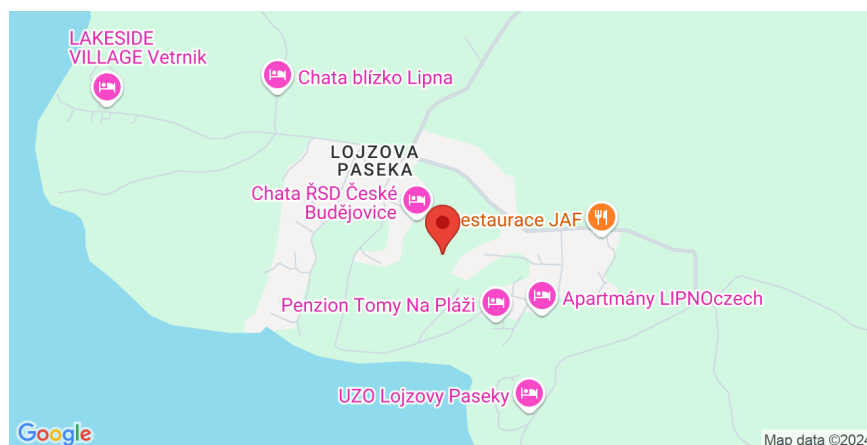 LAKESIDE
VILLAGE Vetrnik
Chata blízko Lipna
LOJZOVA
PASEKA
Chata ŘSD České
Budějovice
estaurace JAF
Penzion Tomy Na Pláži
Apartmány LIPNOczech
UZO Lojzovy Paseky
Google
Map data ©2024